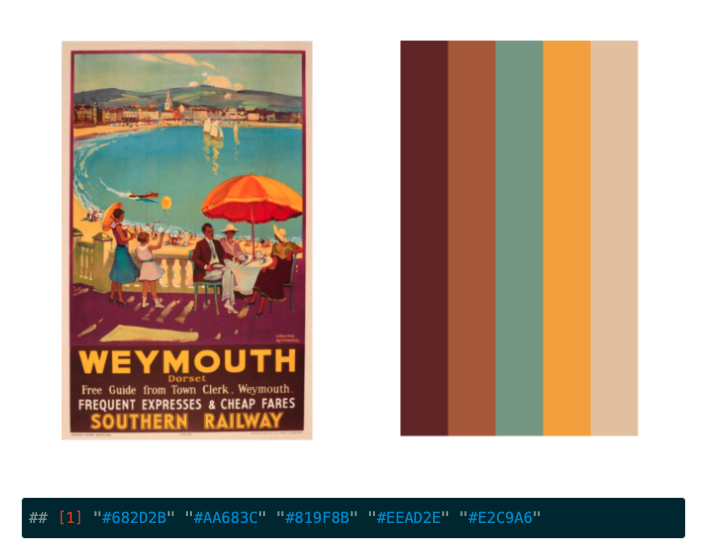 WEYMOUTH
Dorset
Free Guide from Town Clerk. Weymouth.
FREQUENT EXPRESSES & CHEAP FARES
SOUTHERN RAILWAY
## [1] "#682D2B" "#AA683C" "#819F8B" "#EEAD2E" "#E2C9A6"